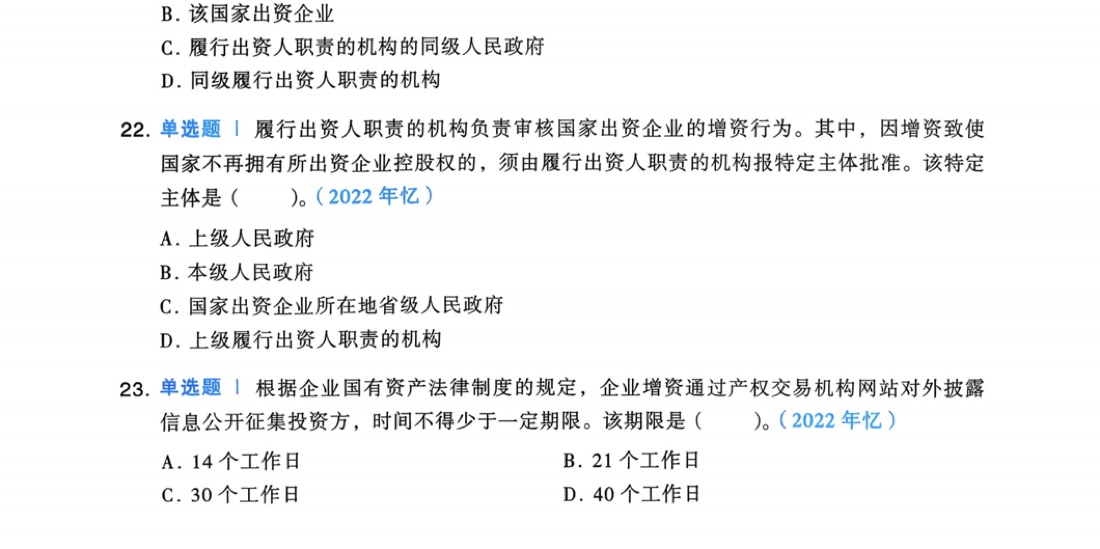 B. 该国家出资企业
C. 履行出资人职责的机构的同级人民政府
D. 同级履行出资人职责的机构
22. 单选题 | 履行出资人职责的机构负责审核国家出资企业的增资行为。其中，因增资致使
国家不再拥有所出资企业控股权的，须由履行出资人职责的机构报特定主体批准。该特定
主体是（　　）。（2022 年忆）
A. 上级人民政府
B. 本级人民政府
C. 国家出资企业所在地省级人民政府
D. 上级履行出资人职责的机构
23. 单选题 | 根据企业国有资产法律制度的规定，企业增资通过产权交易机构网站对外披露
信息公开征集投资方，时间不得少于一定期限。该期限是（　　）。（2022 年忆）
A. 14 个工作日　　B. 21 个工作日
C. 30 个工作日　　D. 40 个工作日